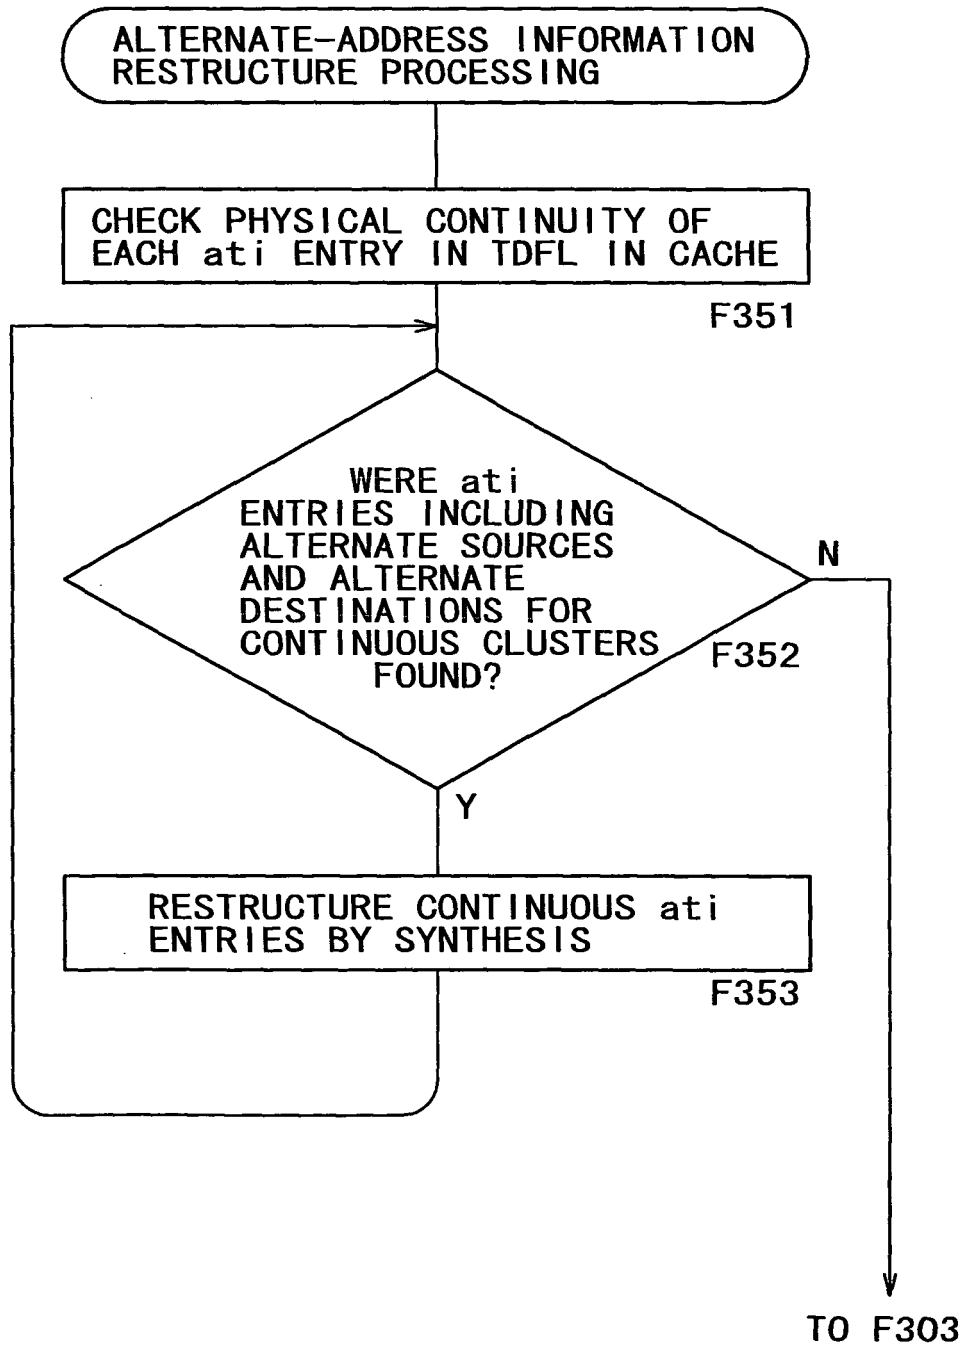 ALTERNATE-ADDRESS INFORMATION
RESTRUCTURE PROCESSING
CHECK PHYSICAL CONTINUITY OF
EACH ati ENTRY IN TDFL IN CACHE
F351
WERE ati
ENTRIES INCLUDING
ALTERNATE SOURCES
AND ALTERNATE
DESTINATIONS FOR
CONTINUOUS CLUSTERS
FOUND?
N
F352
Y
RESTRUCTURE CONTINUOUS ati
ENTRIES BY SYNTHESIS
F353
TO F303